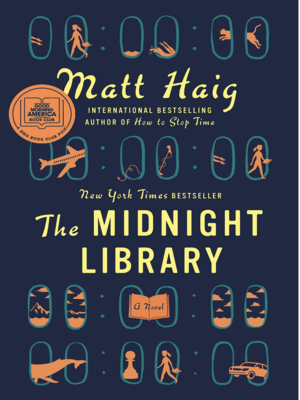 Matt Haig
INTERNATIONAL BESTSELLING
AUTHOR OF How to Stop Time
GOOD
MORNING
AMERICA
BOOK CLUB
New York Times BESTSELLER
The MIDNIGHT
LIBRARY
A Novel